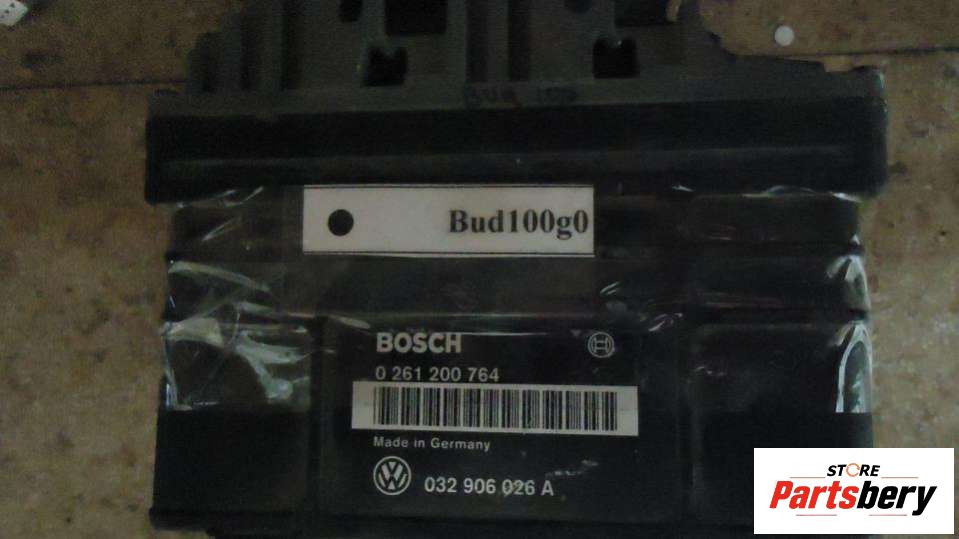 Bud100g0
BOSCH
0 261 200 764
Made in Germany
032 906 026 A
STORE
Partsbery